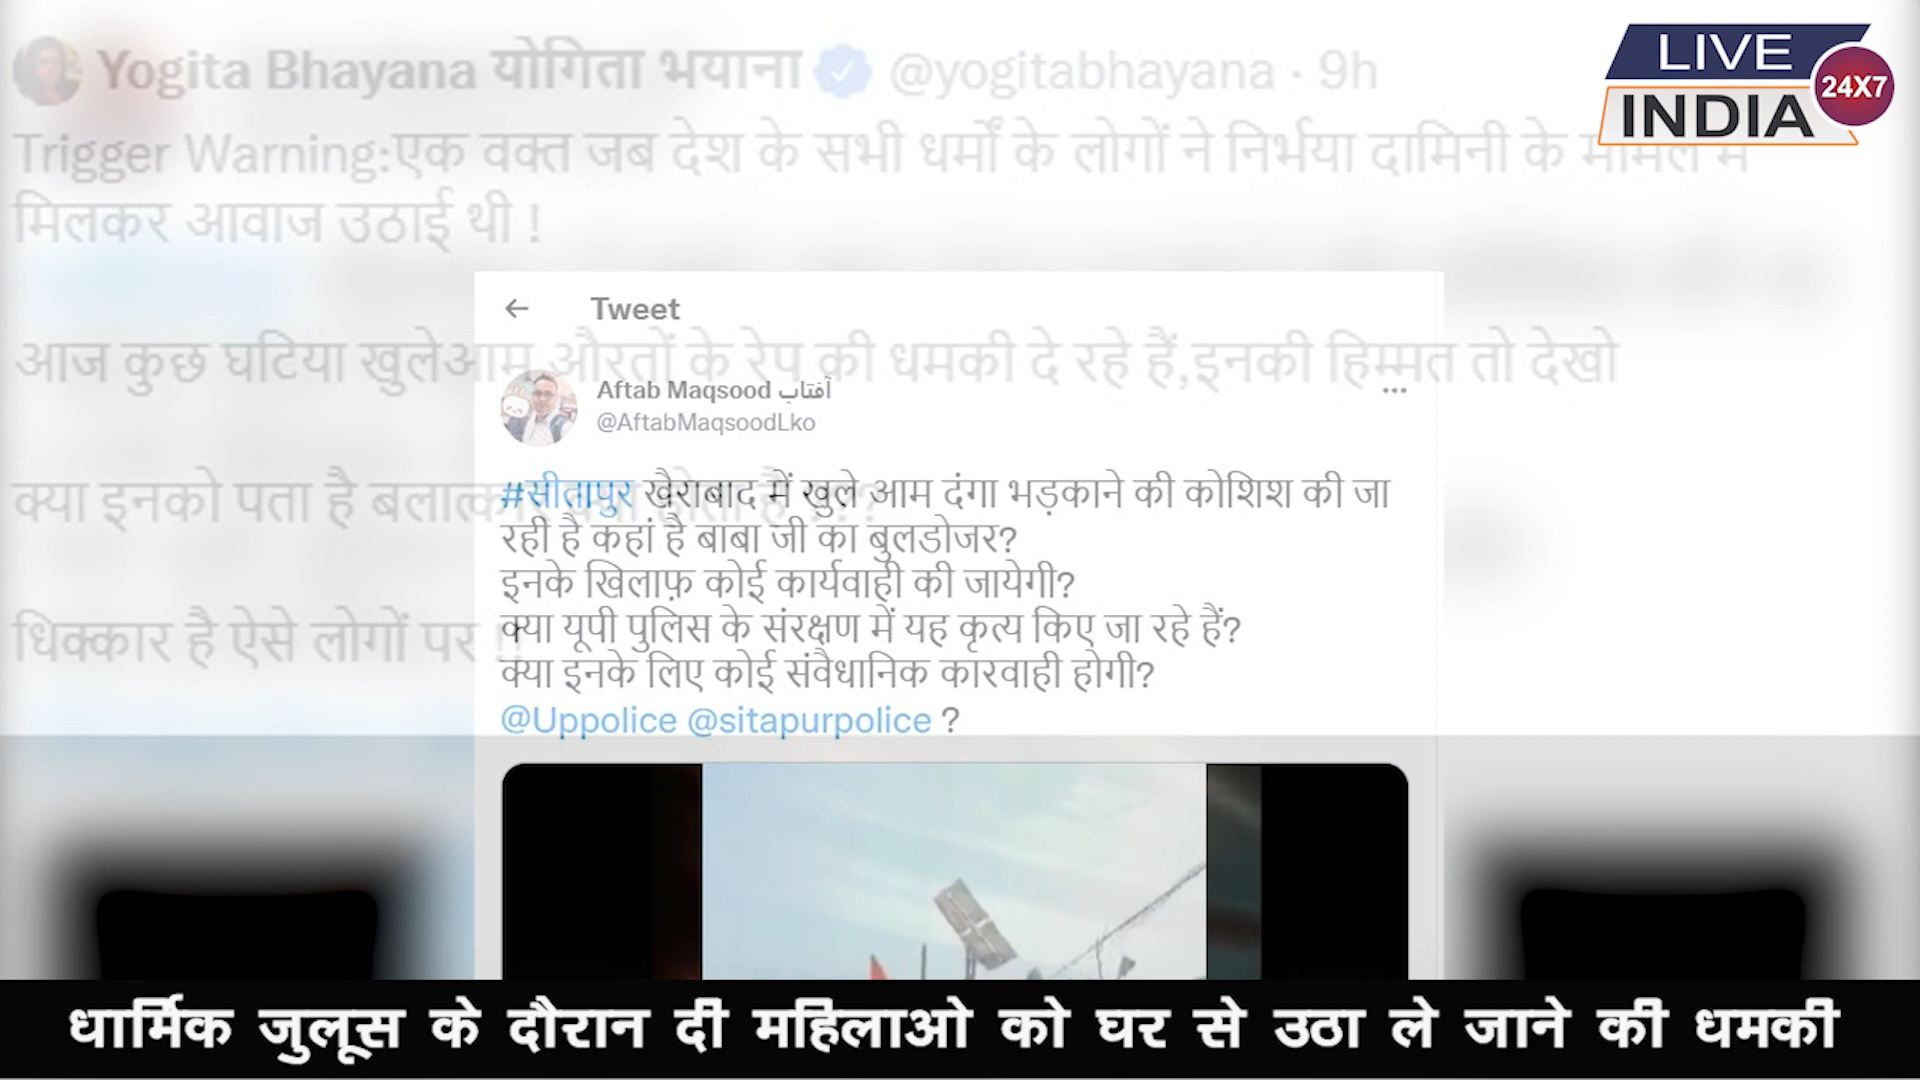 Yogita Bhayana योगिता भयाना @yogitabhayana · 9h
LIVE
INDIA
24X7
Trigger Warning:एक वक्त जब देश के सभी धर्मों के लोगों ने निर्भया दामिनी के मामले में
मिलकर आवाज उठाई थी !
Tweet
आज कुछ घटिया खुलेआम औरतों के रेप की धमकी दे रहे हैं,इनकी हिम्मत तो देखो
Aftab Maqsood آفتاب
@AftabMaqsoodLko
क्या इनको पता है बलात्कार क्या होता है ???
#सीतापुर खैराबाद में खुले आम दंगा भड़काने की कोशिश की जा
रही है कहां है बाबा जी का बुलडोजर?
इनके खिलाफ़ कोई कार्यवाही की जायेगी?
धिक्कार है ऐसे लोगों पर !!
क्या यूपी पुलिस के संरक्षण में यह कृत्य किए जा रहे हैं?
क्या इनके लिए कोई संवैधानिक कारवाही होगी?
@Uppolice @sitapurpolice ?
धार्मिक जुलूस के दौरान दी महिलाओ को घर से उठा ले जाने की धमकी